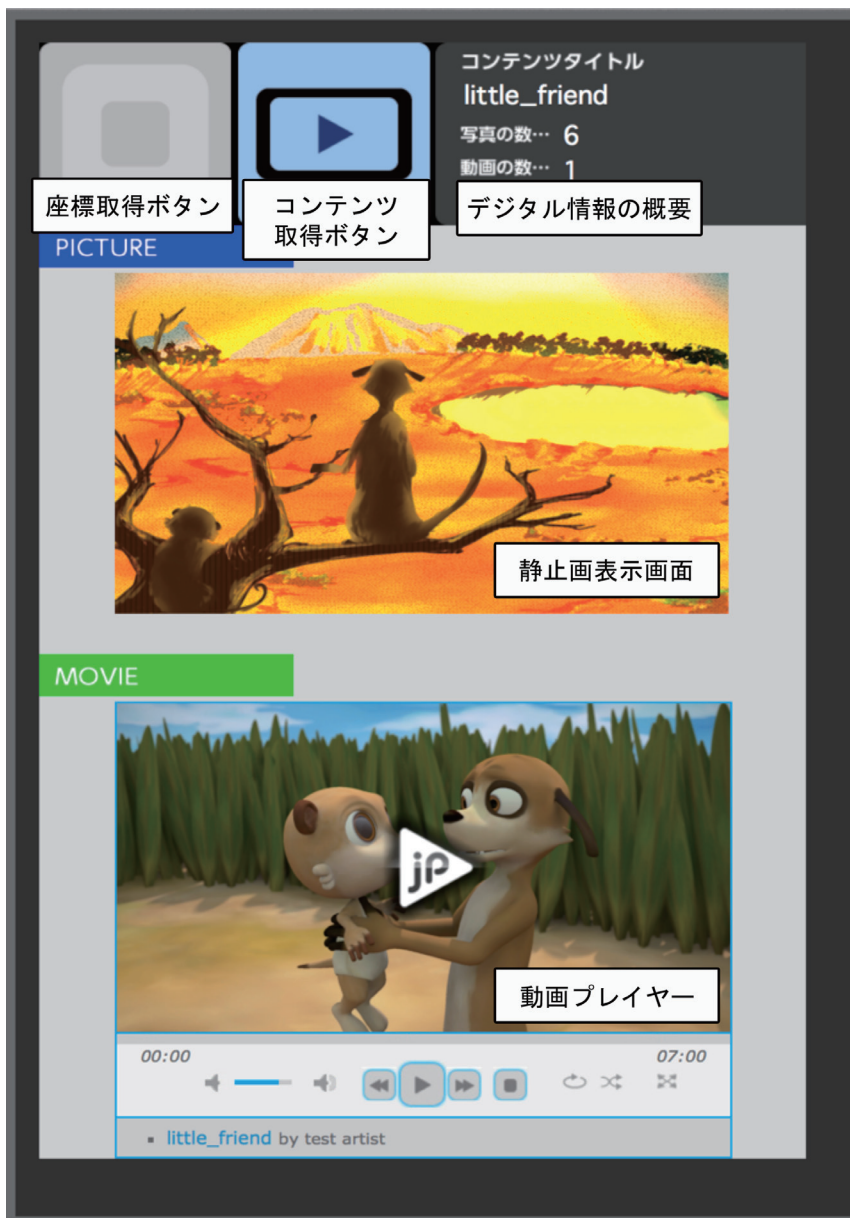 コンテンツタイトル
little_friend
写真の数… 6
動画の数… 1
座標取得ボタン
コンテンツ
取得ボタン
デジタル情報の概要
PICTURE
静止画表示画面
MOVIE
jp
動画プレイヤー
00:00
07:00
little_friend by test artist